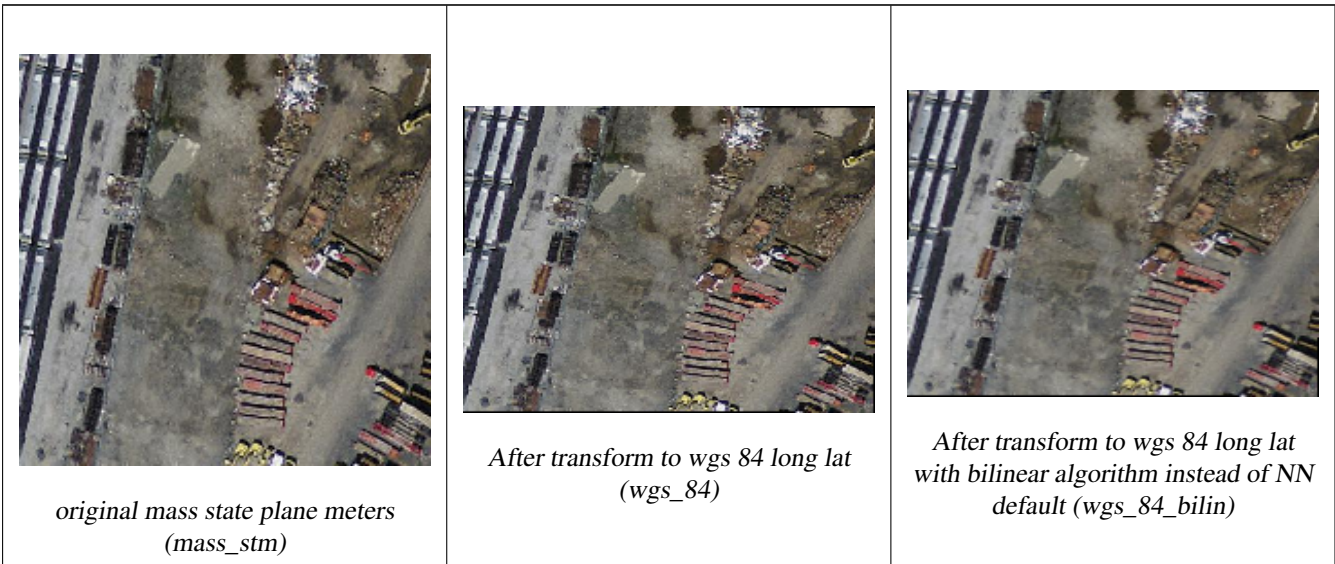 original mass state plane meters
(mass_stm)
After transform to wgs 84 long lat
(wgs_84)
After transform to wgs 84 long lat
with bilinear algorithm instead of NN
default (wgs_84_bilin)